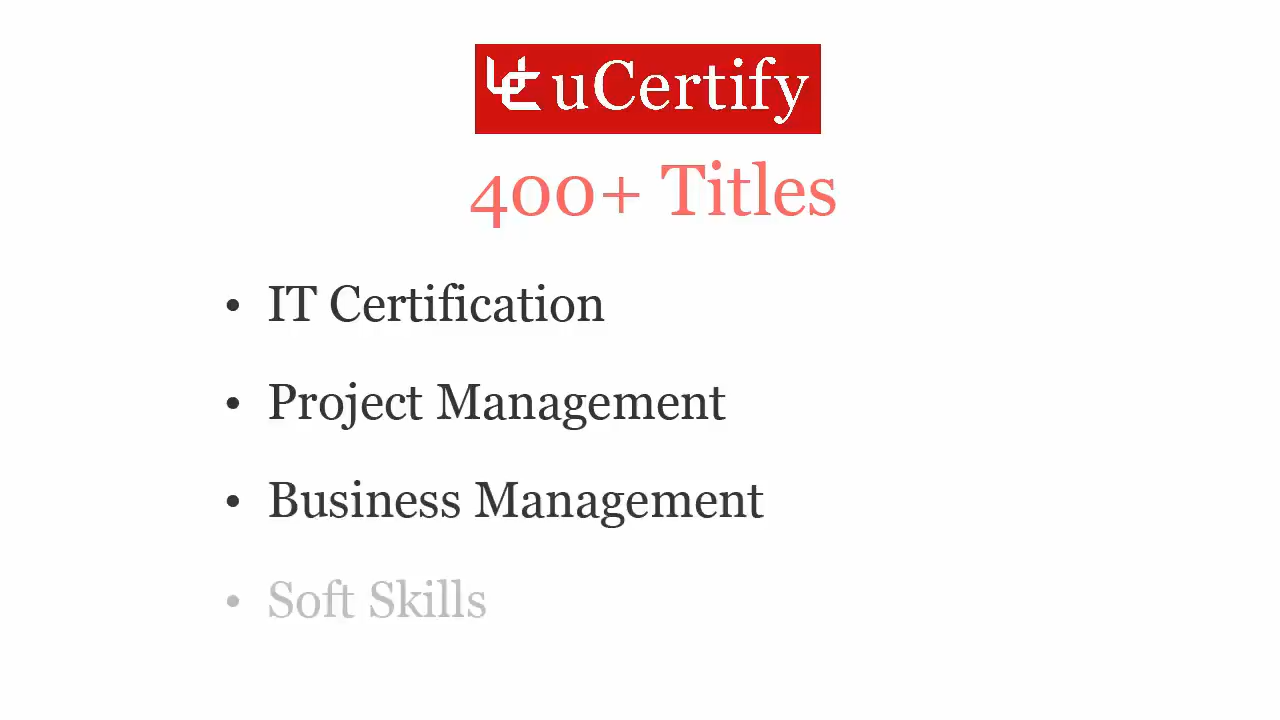 uCertify
400+ Titles
• IT Certification
• Project Management
• Business Management
• Soft Skills